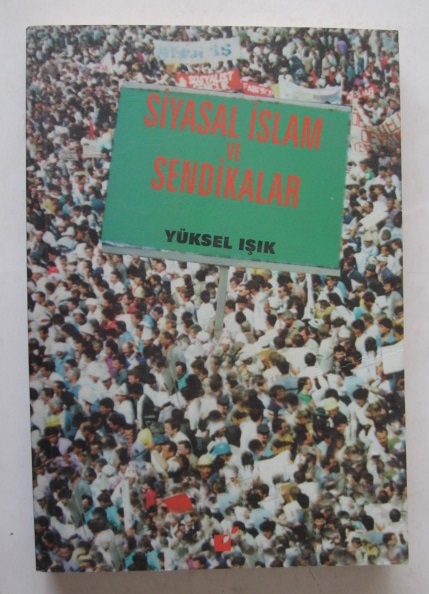 SİYASAL İSLAM
VE
SENDİKALAR
YÜKSEL IŞIK